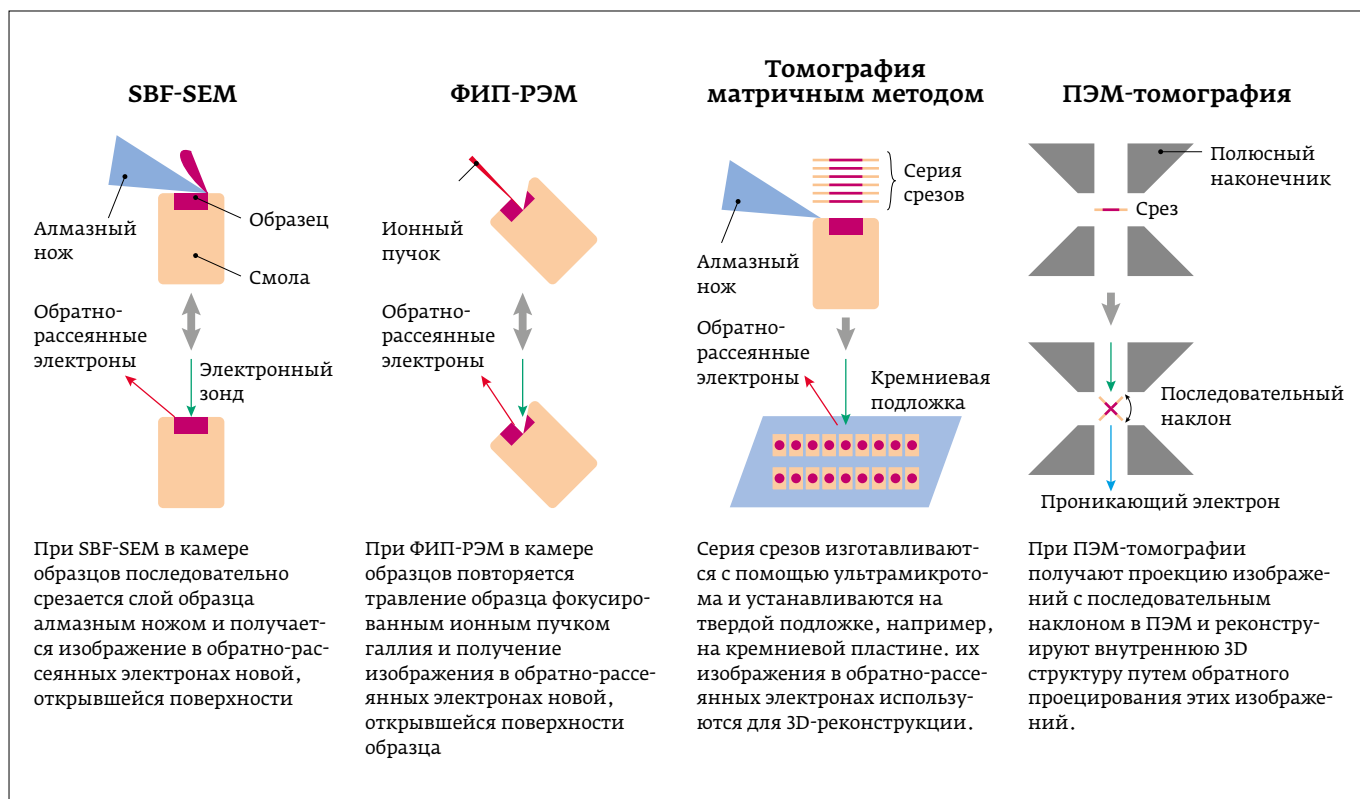 SBF-SEM
Алмазный
нож
Образец
Смола
Обратно-
рассеянные
электроны
Электронный
зонд
При SBF-SEM в камере
образцов последовательно
срезается слой образца
алмазным ножом и получает-
ся изображение в обратно-рас-
сеянных электронах новой,
открывшейся поверхности
ФИП-РЭМ
Ионный
пучок
Обратно-
рассеянные
электроны
При ФИП-РЭМ в камере
образцов повторяется
травление образца фокусиро-
ванным ионным пучком
галлия и получение
изображения в обратно-рассе-
янных электронах новой,
открывшейся поверхности
образца
Томография
матричным методом
Серия
срезов
Алмазный
нож
Обратно-
рассеянные
электроны
Кремниевая
подложка
Серия срезов изготавливают-
ся с помощью ультрамикрото-
ма и устанавливаются на
твердой подложке, например,
на кремниевой пластине. их
изображения в обратно-рассе-
янных электронах использу-
ются для 3D-реконструкции.
ПЭМ-томография
Полюсный
наконечник
Срез
Последовательный
наклон
Проникающий электрон
При ПЭМ-томографии
получают проекцию изображе-
ний с последовательным
наклоном в ПЭМ и реконстру-
ируют внутреннюю 3D
структуру путем обратного
проецирования этих изображе-
ний.